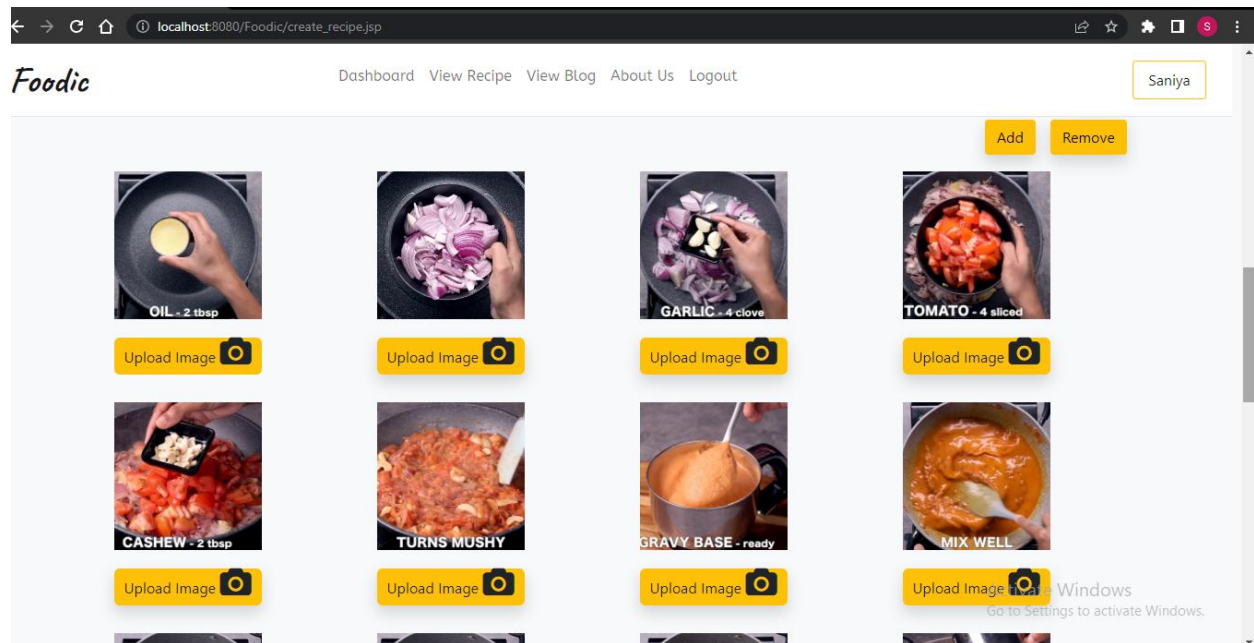 localhost:8080/Foodic/create_recipe.jsp
S
Foodic
Dashboard View Recipe View Blog About Us Logout
Saniya
Add Remove
OIL - 2 tbsp
GARLIC - 4 clove
TOMATO - 4 sliced
Upload Image
Upload Image
Upload Image
Upload Image
CASHEW - 2 tbsp
TURNS MUSHY
GRAVY BASE - ready
MIX WELL
Upload Image
Upload Image
Upload Image
Upload Image
Activate Windows
Go to Settings to activate Windows.